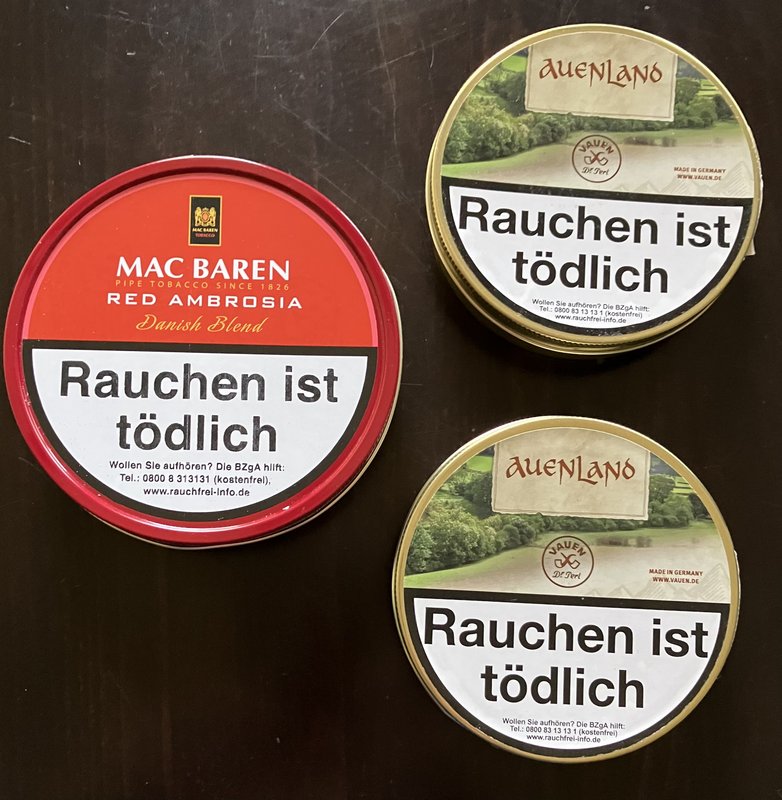 MAC BAREN
TOBACCO
MAC BAREN
PIPE TOBACCO SINCE 1826
RED AMBROSIA
Danish Blend
Rauchen ist
tödlich
Wollen Sie aufhören? Die BZgA hilft:
Tel.: 0800 8 313131 (kostenfrei),
www.rauchfrei-info.de
AUENLAND
VAUEN
Dr. Perl
MADE IN GERMANY
WWW.VAUEN.DE
Rauchen ist
tödlich
Wollen Sie aufhören? Die BZgA hilft:
Tel.: 0800 83 13 13 1 (kostenfrei)
www.rauchfrei-info.de
AUENLAND
VAUEN
Dr. Perl
MADE IN GERMANY
WWW.VAUEN.DE
Rauchen ist
tödlich
Wollen Sie aufhören? Die BZgA hilft:
Tel.: 0800 83 13 13 1 (kostenfrei)
www.rauchfrei-info.de